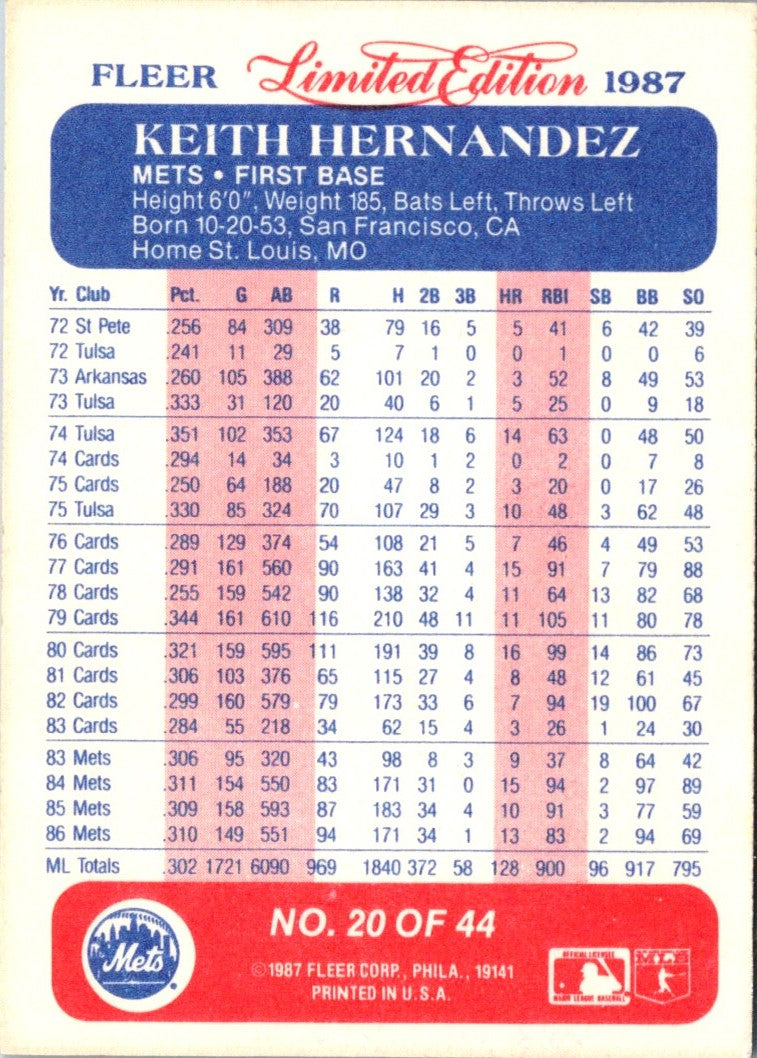 FLEER Limited Edition 1987
KEITH HERNANDEZ
METS • FIRST BASE
Height 6'0", Weight 185, Bats Left, Throws Left
Born 10-20-53, San Francisco, CA
Home St. Louis, MO
Yr. Club Pct. G AB R H 2B 3B HR RBI SB BB SO
72 St Pete .256 84 309 38 79 16 5 5 41 6 42 39
72 Tulsa .241 11 29 5 7 1 0 0 1 0 0 6
73 Arkansas .260 105 388 62 101 20 2 3 52 8 49 53
73 Tulsa .333 31 120 20 40 6 1 5 25 0 9 18
74 Tulsa .351 102 353 67 124 18 6 14 63 0 48 50
74 Cards .294 14 34 3 10 1 2 0 2 0 7 8
75 Cards .250 64 188 20 47 8 2 3 20 0 17 26
75 Tulsa .330 85 324 70 107 29 3 10 48 3 62 48
76 Cards .289 129 374 54 108 21 5 7 46 4 49 53
77 Cards .291 161 560 90 163 41 4 15 91 7 79 88
78 Cards .255 159 542 90 138 32 4 11 64 13 82 68
79 Cards .344 161 610 116 210 48 11 11 105 11 80 78
80 Cards .321 159 595 111 191 39 8 16 99 14 86 73
81 Cards .306 103 376 65 115 27 4 8 48 12 61 45
82 Cards .299 160 579 79 173 33 6 7 94 19 100 67
83 Cards .284 55 218 34 62 15 4 3 26 1 24 30
83 Mets .306 95 320 43 98 8 3 9 37 8 64 42
84 Mets .311 154 550 83 171 31 0 15 94 2 97 89
85 Mets .309 158 593 87 183 34 4 10 91 3 77 59
86 Mets .310 149 551 94 171 34 1 13 83 2 94 69
ML Totals .302 1721 6090 969 1840 372 58 128 900 96 917 795
NO. 20 OF 44
Mets
©1987 FLEER CORP., PHILA., 19141
PRINTED IN U.S.A.
OFFICIAL LICENSEE
MAJOR LEAGUE BASEBALL